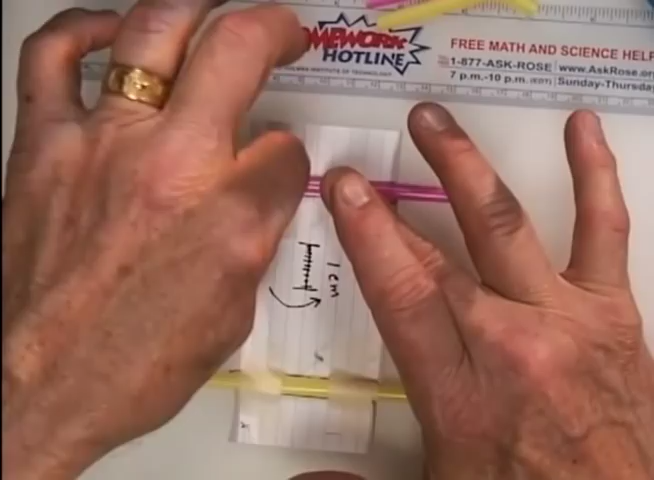 HOMEWORK
HOTLINE
FREE MATH AND SCIENCE HELP
1-877-ASK-ROSE www.AskRose.org
7 p.m.-10 p.m. Sunday-Thursday
1 cm